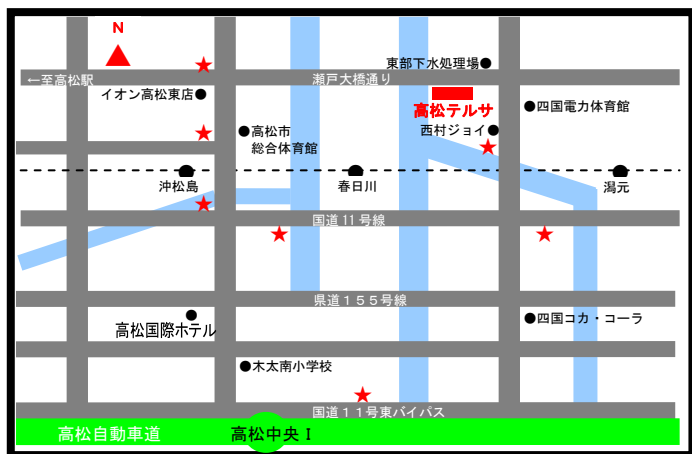 N
東部下水処理場
←至高松駅
瀬戸大橋通り
イオン高松東店
高松テルサ
四国電力体育館
高松市
総合体育館
西村ジョイ
沖松島
春日川
潟元
国道11号線
県道155号線
高松国際ホテル
四国コカ・コーラ
木太南小学校
国道11号東バイパス
高松自動車道
高松中央I